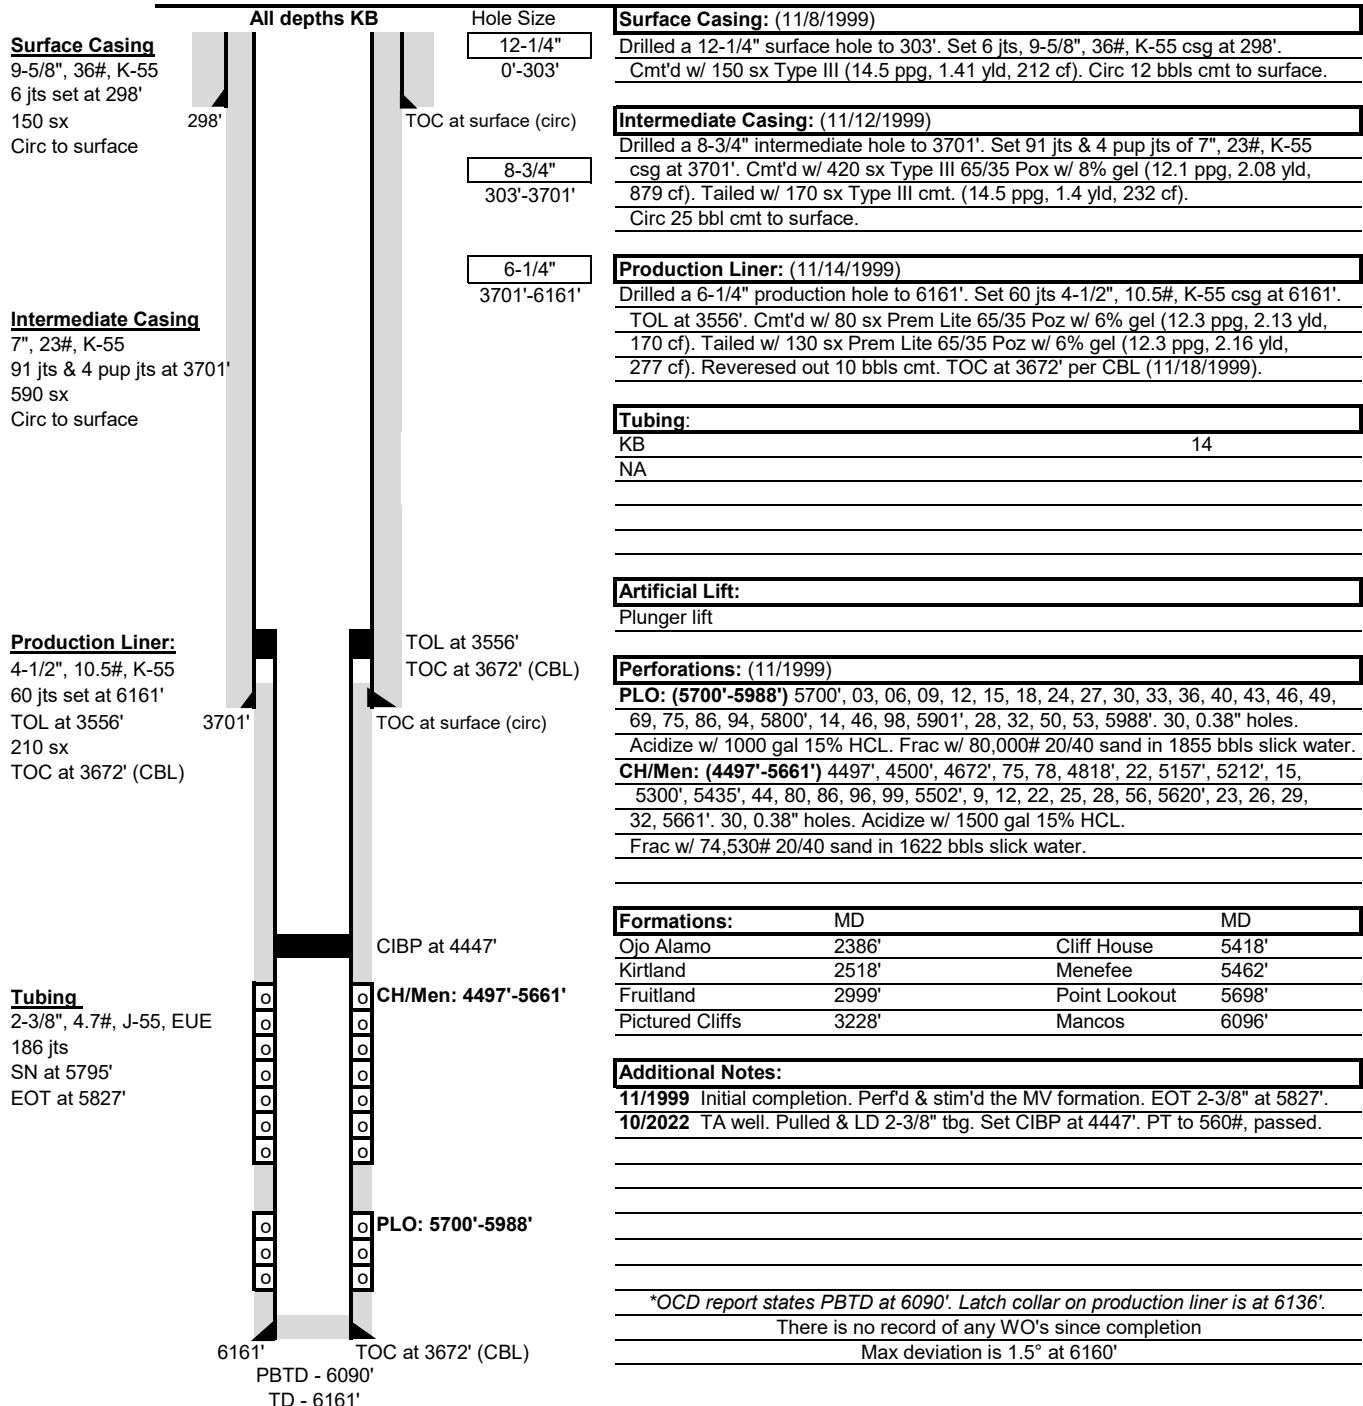 All depths KB
Hole Size
Surface Casing
9-5/8", 36#, K-55
6 jts set at 298'
150 sx
Circ to surface
298'
TOC at surface (circ)
12-1/4"
0'-303'
8-3/4"
303'-3701'
6-1/4"
3701'-6161'
Intermediate Casing
7", 23#, K-55
91 jts & 4 pup jts at 3701'
590 sx
Circ to surface
Production Liner:
4-1/2", 10.5#, K-55
60 jts set at 6161'
TOL at 3556'
210 sx
TOC at 3672' (CBL)
3701'
TOL at 3556'
TOC at 3672' (CBL)
TOC at surface (circ)
CIBP at 4447'
Tubing
2-3/8", 4.7#, J-55, EUE
186 jts
SN at 5795'
EOT at 5827'
o o CH/Men: 4497'-5661'
o o
o o
o o
o o
o o
o o
o o PLO: 5700'-5988'
o o
o o
6161'
TOC at 3672' (CBL)
PBTD - 6090'
TD - 6161'
Surface Casing: (11/8/1999)
Drilled a 12-1/4" surface hole to 303'. Set 6 jts, 9-5/8", 36#, K-55 csg at 298'.
Cmt'd w/ 150 sx Type III (14.5 ppg, 1.41 yld, 212 cf). Circ 12 bbls cmt to surface.
Intermediate Casing: (11/12/1999)
Drilled a 8-3/4" intermediate hole to 3701'. Set 91 jts & 4 pup jts of 7", 23#, K-55
csg at 3701'. Cmt'd w/ 420 sx Type III 65/35 Pox w/ 8% gel (12.1 ppg, 2.08 yld,
879 cf). Tailed w/ 170 sx Type III cmt. (14.5 ppg, 1.4 yld, 232 cf).
Circ 25 bbl cmt to surface.
Production Liner: (11/14/1999)
Drilled a 6-1/4" production hole to 6161'. Set 60 jts 4-1/2", 10.5#, K-55 csg at 6161'.
TOL at 3556'. Cmt'd w/ 80 sx Prem Lite 65/35 Poz w/ 6% gel (12.3 ppg, 2.13 yld,
170 cf). Tailed w/ 130 sx Prem Lite 65/35 Poz w/ 6% gel (12.3 ppg, 2.16 yld,
277 cf). Reveresed out 10 bbls cmt. TOC at 3672' per CBL (11/18/1999).
Tubing:
KB 14
NA
Artificial Lift:
Plunger lift
Perforations: (11/1999)
PLO: (5700'-5988') 5700', 03, 06, 09, 12, 15, 18, 24, 27, 30, 33, 36, 40, 43, 46, 49,
69, 75, 86, 94, 5800', 14, 46, 98, 5901', 28, 32, 50, 53, 5988'. 30, 0.38" holes.
Acidize w/ 1000 gal 15% HCL. Frac w/ 80,000# 20/40 sand in 1855 bbls slick water.
CH/Men: (4497'-5661') 4497', 4500', 4672', 75, 78, 4818', 22, 5157', 5212', 15,
5300', 5435', 44, 80, 86, 96, 99, 5502', 9, 12, 22, 25, 28, 56, 5620', 23, 26, 29,
32, 5661'. 30, 0.38" holes. Acidize w/ 1500 gal 15% HCL.
Frac w/ 74,530# 20/40 sand in 1622 bbls slick water.
Formations: MD MD
Ojo Alamo 2386' Cliff House 5418'
Kirtland 2518' Menefee 5462'
Fruitland 2999' Point Lookout 5698'
Pictured Cliffs 3228' Mancos 6096'
Additional Notes:
11/1999 Initial completion. Perf'd & stim'd the MV formation. EOT 2-3/8" at 5827'.
10/2022 TA well. Pulled & LD 2-3/8" tbg. Set CIBP at 4447'. PT to 560#, passed.
*OCD report states PBTD at 6090'. Latch collar on production liner is at 6136'.
There is no record of any WO's since completion
Max deviation is 1.5° at 6160'